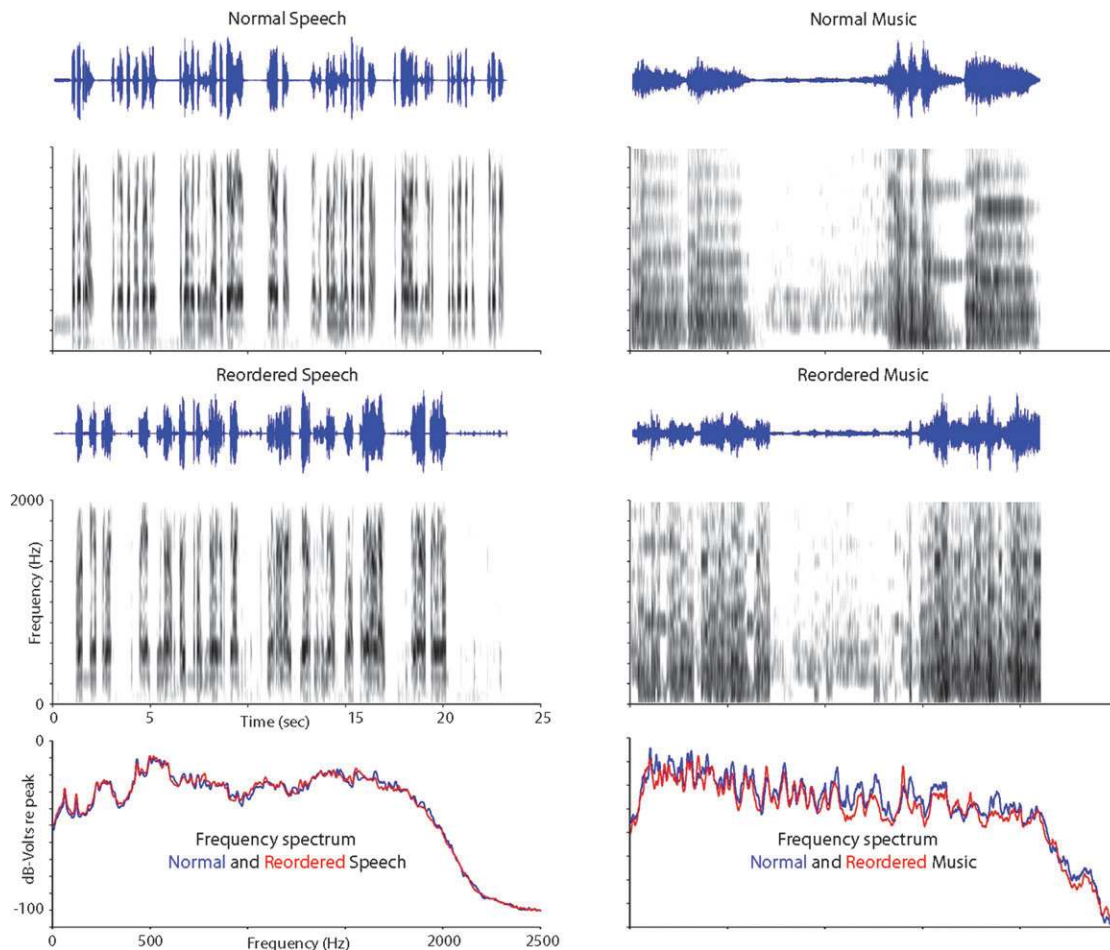 Normal Speech
Normal Music
Reordered Speech
Reordered Music
2000
Frequency (Hz)
0
0 5 15 20 25
Time (sec)
0
dB-Volts re peak
-100
Frequency spectrum
Normal and Reordered Speech
Frequency spectrum
Normal and Reordered Music
0 500 2000 2500
Frequency (Hz)